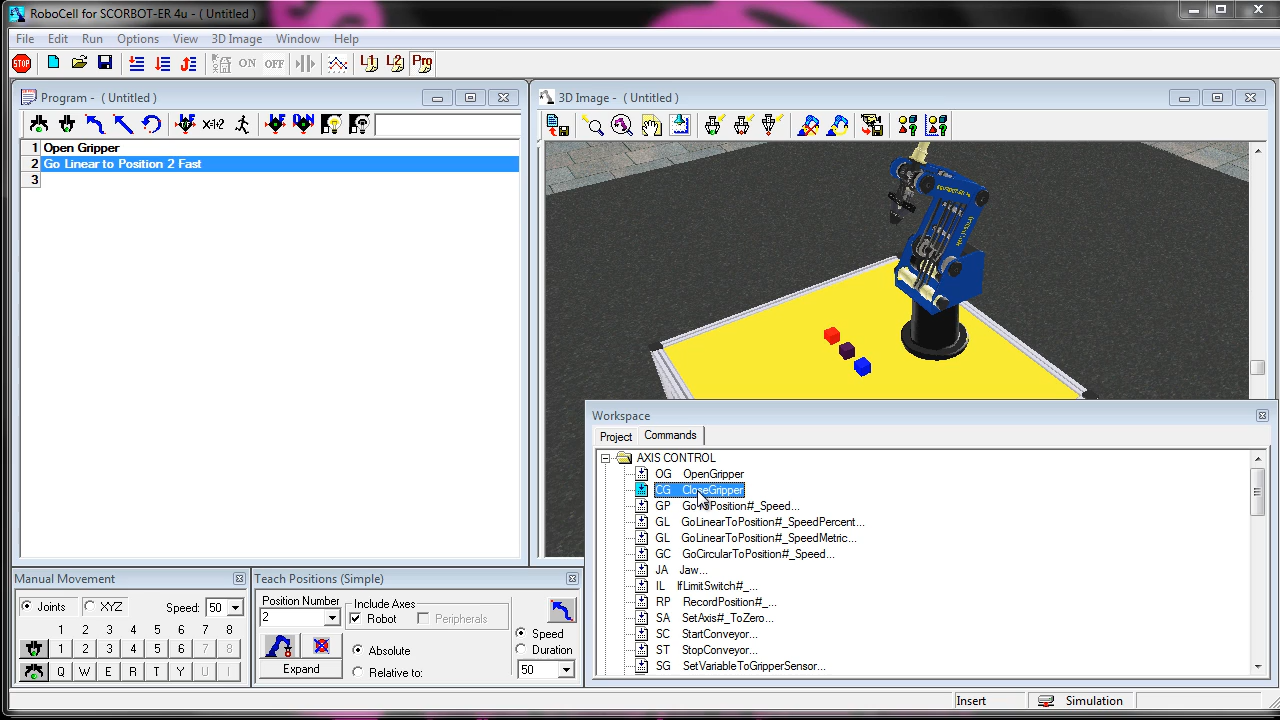 RoboCell for SCORBOT-ER 4u - ( Untitled )
File Edit Run Options View 3D Image Window Help
STOP ON OFF L1 L2 Pro
Program - ( Untitled )
3D Image - ( Untitled )
1 Open Gripper
2 Go Linear to Position 2 Fast
3
Workspace
Project Commands
AXIS CONTROL
OG OpenGripper
CG CloseGripper
GP GoToPosition#_Speed...
GL GoLinearToPosition#_SpeedPercent...
GL GoLinearToPosition#_SpeedMetric...
GC GoCircularToPosition#_Speed...
JA Jaw...
IL IfLimitSwitch#_...
RP RecordPosition#_...
SA SetAxis#_ToZero...
SC StartConveyor...
ST StopConveyor...
SG SetVariableToGripperSensor...
Manual Movement
Joints XYZ Speed: 50
1 2 3 4 5 6 7 8
1 2 3 4 5 6 7 8
Q W E R T Y U I
Teach Positions (Simple)
Position Number
2
Include Axes
Robot Peripherals
Expand
Absolute
Relative to:
Speed
Duration
50
Insert Simulation